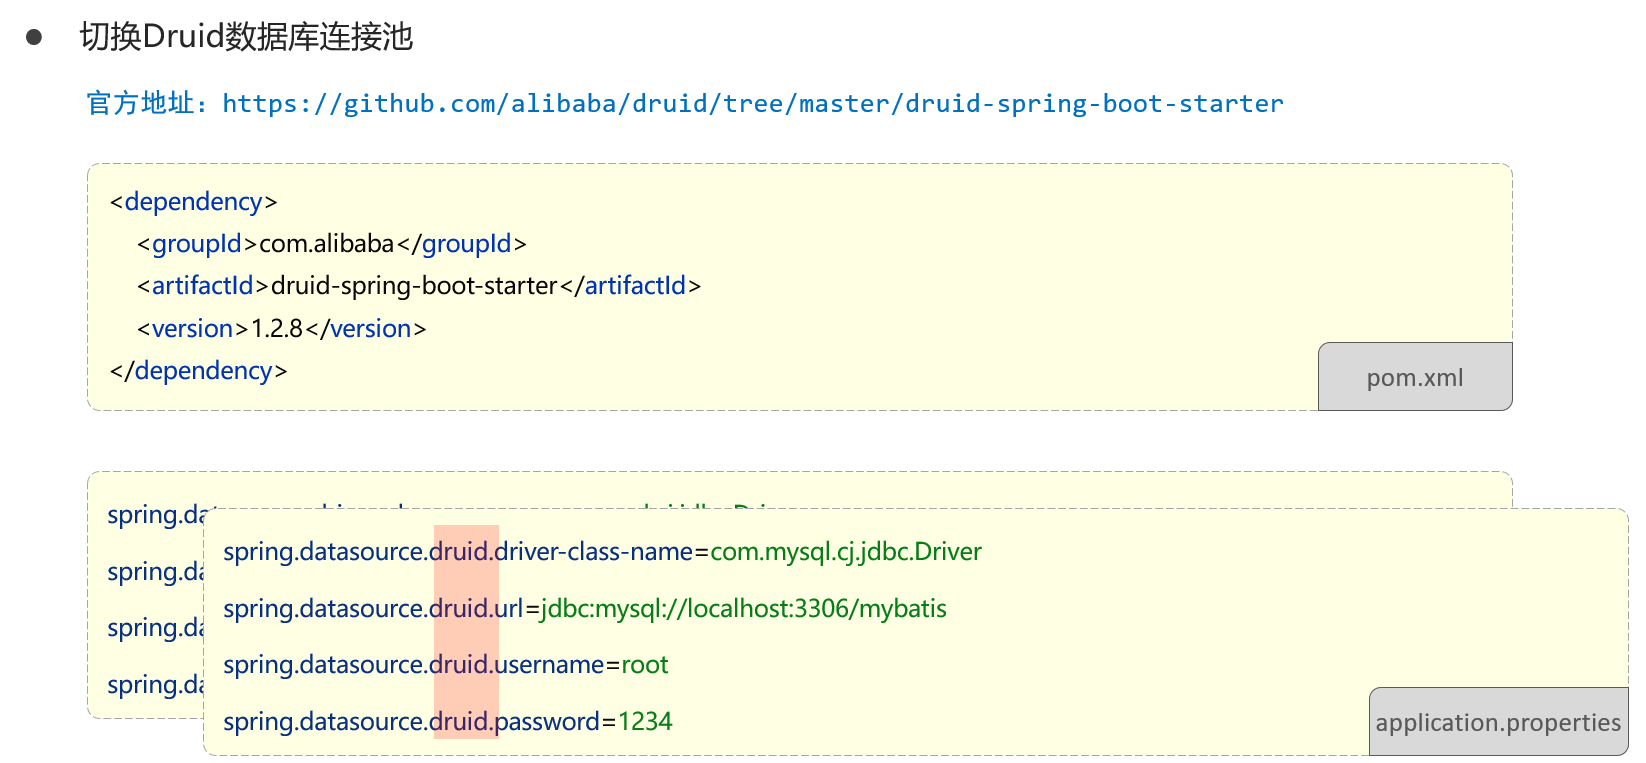 切换Druid数据库连接池
官方地址：https://github.com/alibaba/druid/tree/master/druid-spring-boot-starter
<dependency>
<groupId>com.alibaba</groupId>
<artifactId>druid-spring-boot-starter</artifactId>
<version>1.2.8</version>
</dependency>
pom.xml
spring.da
spring.da
spring.da
spring.da
spring.datasource.druid.driver-class-name=com.mysql.cj.jdbc.Driver
spring.datasource.druid.url=jdbc:mysql://localhost:3306/mybatis
spring.datasource.druid.username=root
spring.datasource.druid.password=1234
application.properties